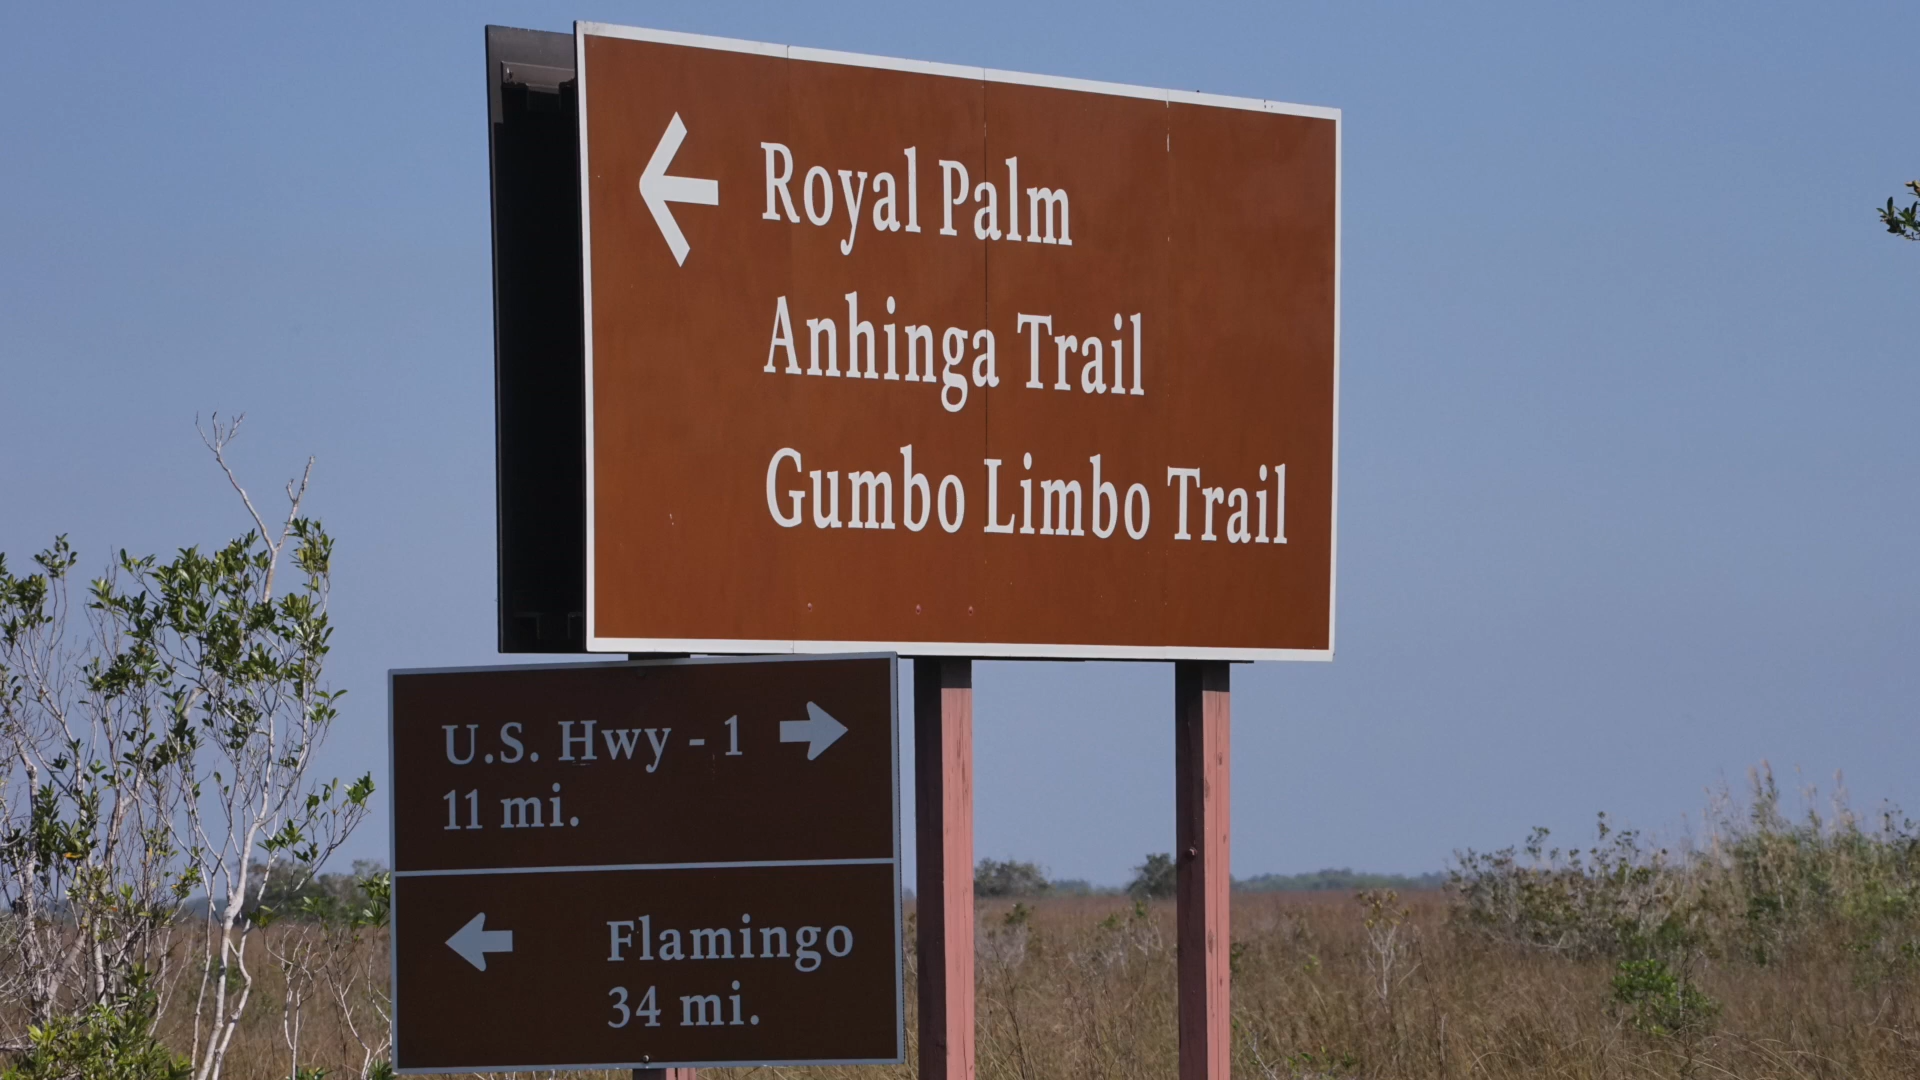 Royal Palm
Anhinga Trail
Gumbo Limbo Trail
U.S. Hwy - 1
11 mi.
Flamingo
34 mi.